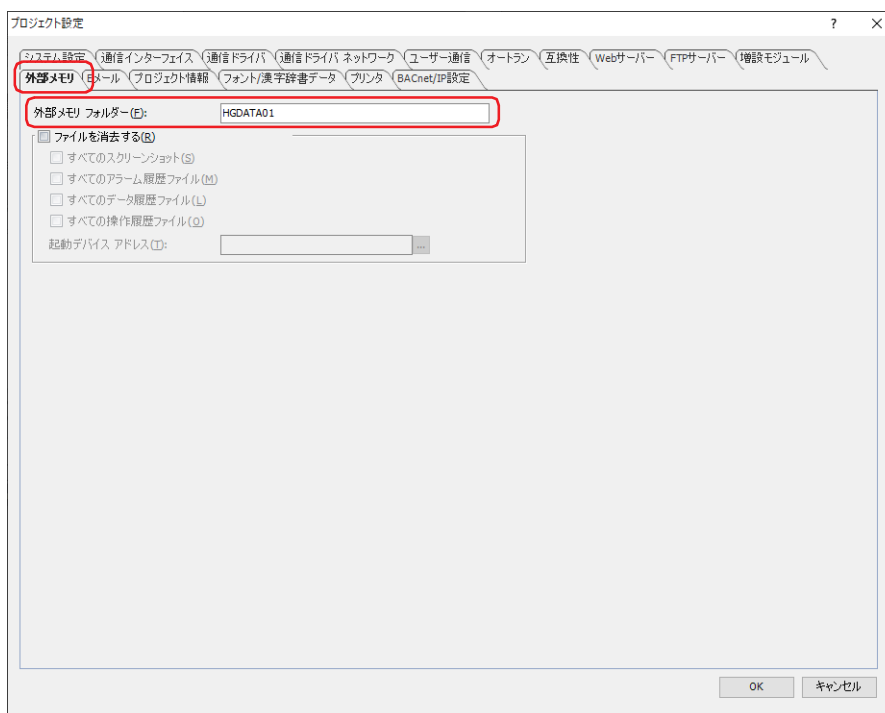 プロジェクト設定 ? ×
システム設定 通信インターフェイス 通信ドライバ 通信ドライバ ネットワーク ユーザー通信 オートラン 互換性 Webサーバー FTPサーバー 増設モジュール
外部メモリ Eメール プロジェクト情報 フォント/漢字辞書データ プリンタ BACnet/IP設定
外部メモリ フォルダー(F): HGDATA01
ファイルを消去する(R)
すべてのスクリーンショット(S)
すべてのアラーム履歴ファイル(M)
すべてのデータ履歴ファイル(L)
すべての操作履歴ファイル(O)
起動デバイス アドレス(T): ...
OK キャンセル